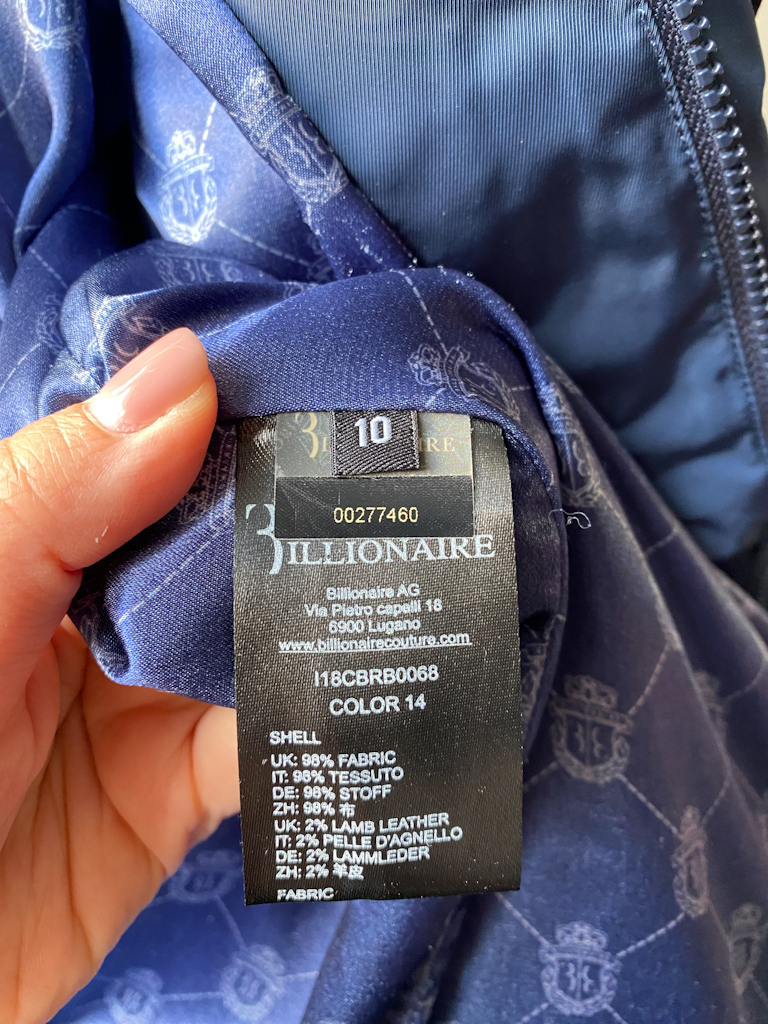 10
00277460
BILLIONAIRE
Billionaire AG
Via Pietro capelli 18
6900 Lugano
www.billionairecouture.com
I18CBRB0068
COLOR 14
SHELL
UK: 98% FABRIC
IT: 98% TESSUTO
DE: 98% STOFF
ZH: 98% 布
UK: 2% LAMB LEATHER
IT: 2% PELLE D'AGNELLO
DE: 2% LAMMLEDER
ZH: 2% 羊皮
FABRIC